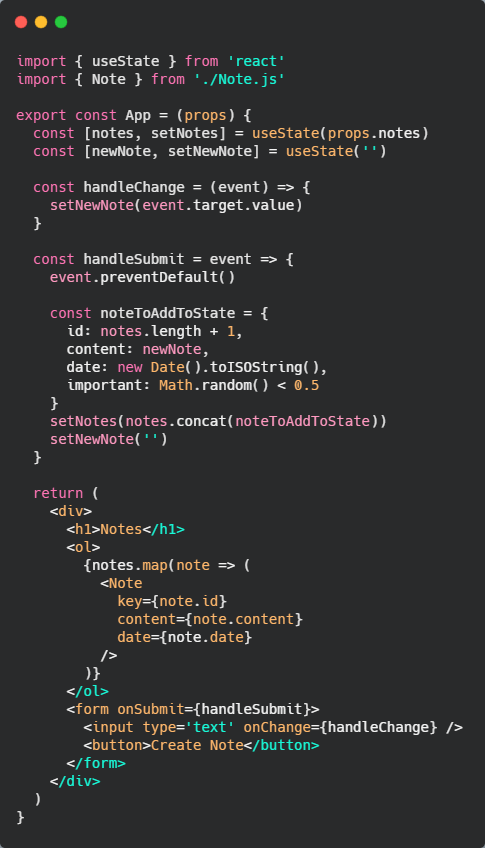 import { useState } from 'react'
import { Note } from './Note.js'

export const App = (props) {
  const [notes, setNotes] = useState(props.notes)
  const [newNote, setNewNote] = useState('')

  const handleChange = (event) => {
    setNewNote(event.target.value)
  }

  const handleSubmit = event => {
    event.preventDefault()

    const noteToAddToState = {
      id: notes.length + 1,
      content: newNote,
      date: new Date().toISOString(),
      important: Math.random() < 0.5
    }
    setNotes(notes.concat(noteToAddToState))
    setNewNote('')
  }

  return (
    <div>
      <h1>Notes</h1>
      <ol>
        {notes.map(note => (
          <Note
            key={note.id}
            content={note.content}
            date={note.date}
          />
        )}
      </ol>
      <form onSubmit={handleSubmit}>
        <input type='text' onChange={handleChange} />
        <button>Create Note</button>
      </form>
    </div>
  )
}